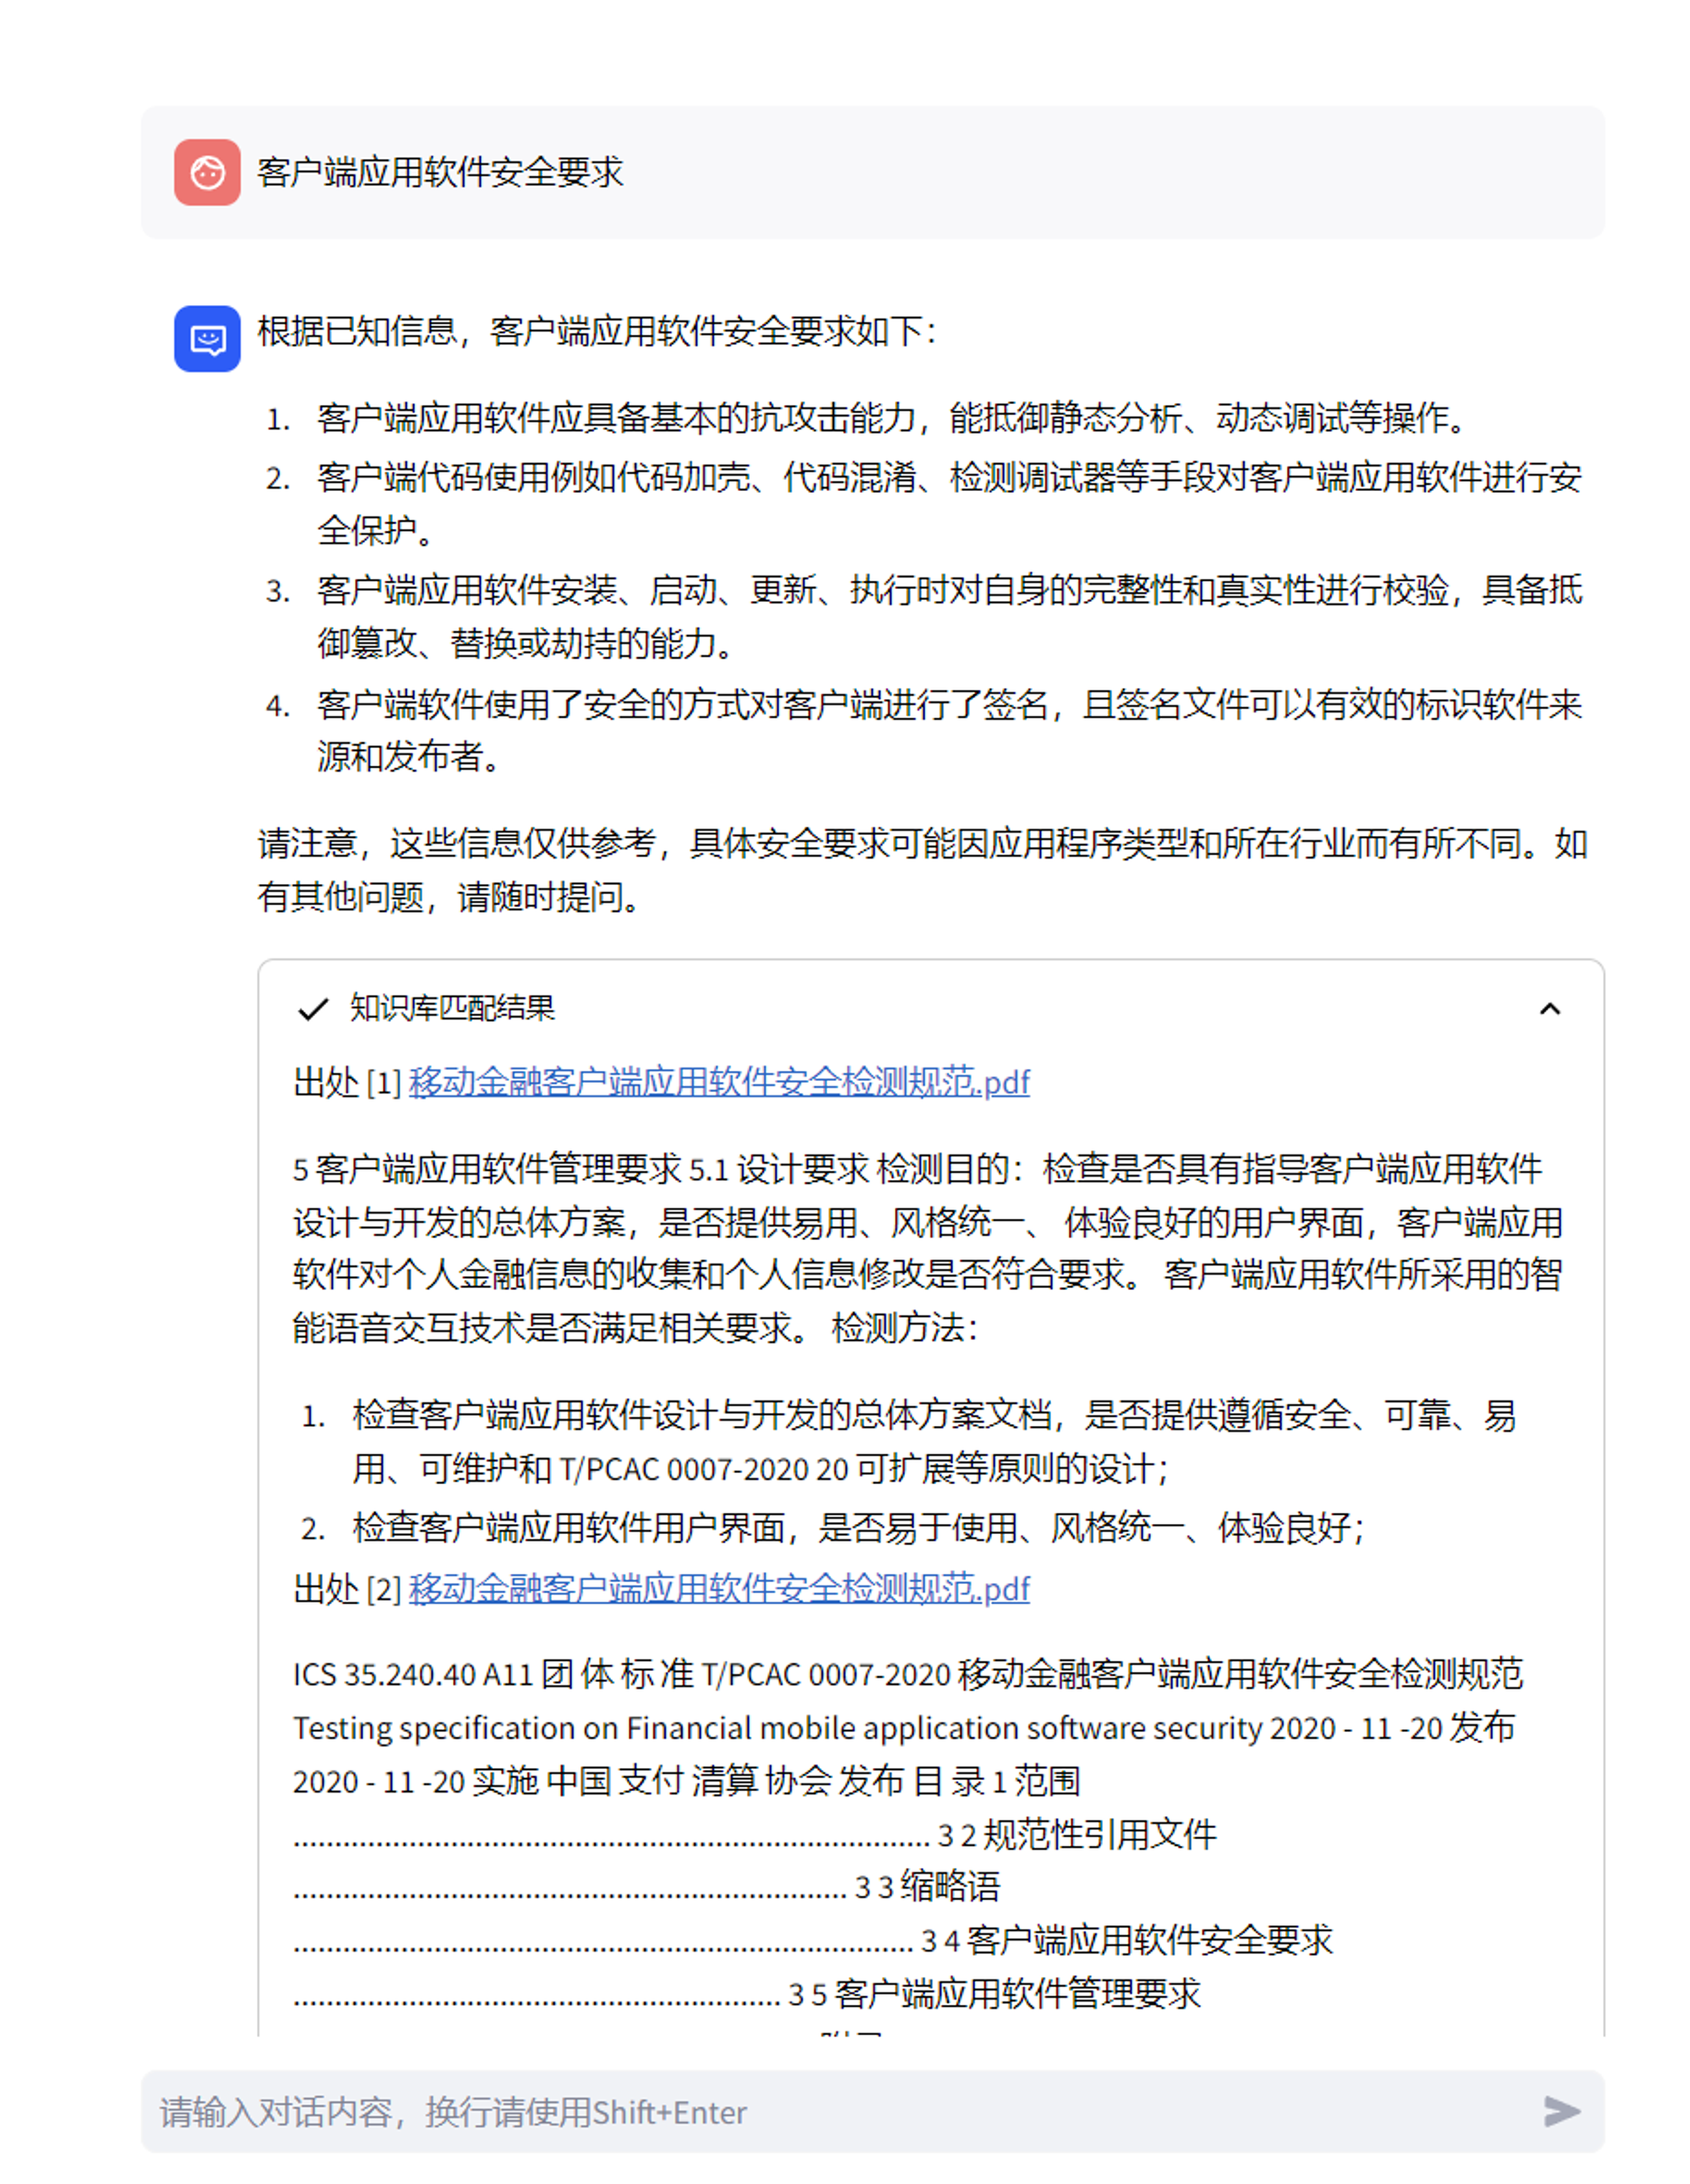 客户端应用软件安全要求
根据已知信息，客户端应用软件安全要求如下：
1. 客户端应用软件应具备基本的抗攻击能力，能抵御静态分析、动态调试等操作。
2. 客户端代码使用例如代码加壳、代码混淆、检测调试器等手段对客户端应用软件进行安
全保护。
3. 客户端应用软件安装、启动、更新、执行时对自身的完整性和真实性进行校验，具备抵
御篡改、替换或劫持的能力。
4. 客户端软件使用了安全的方式对客户端进行了签名，且签名文件可以有效的标识软件来
源和发布者。
请注意，这些信息仅供参考，具体安全要求可能因应用程序类型和所在行业而有所不同。如
有其他问题，请随时提问。
知识库匹配结果
出处 [1] 移动金融客户端应用软件安全检测规范.pdf
5 客户端应用软件管理要求 5.1 设计要求 检测目的：检查是否具有指导客户端应用软件
设计与开发的总体方案，是否提供易用、风格统一、 体验良好的用户界面，客户端应用
软件对个人金融信息的收集和个人信息修改是否符合要求。 客户端应用软件所采用的智
能语音交互技术是否满足相关要求。 检测方法：
1. 检查客户端应用软件设计与开发的总体方案文档，是否提供遵循安全、可靠、易
用、可维护和 T/PCAC 0007-2020 20 可扩展等原则的设计；
2. 检查客户端应用软件用户界面，是否易于使用、风格统一、体验良好；
出处 [2] 移动金融客户端应用软件安全检测规范.pdf
ICS 35.240.40 A11 团 体 标 准 T/PCAC 0007-2020 移动金融客户端应用软件安全检测规范
Testing specification on Financial mobile application software security 2020 - 11 -20 发布
2020 - 11 -20 实施 中国 支付 清算 协会 发布 目 录 1 范围
............................................................................. 3 2 规范性引用文件
................................................................... 3 3 缩略语
........................................................................... 3 4 客户端应用软件安全要求
........................................................... 3 5 客户端应用软件管理要求
请输入对话内容，换行请使用Shift+Enter